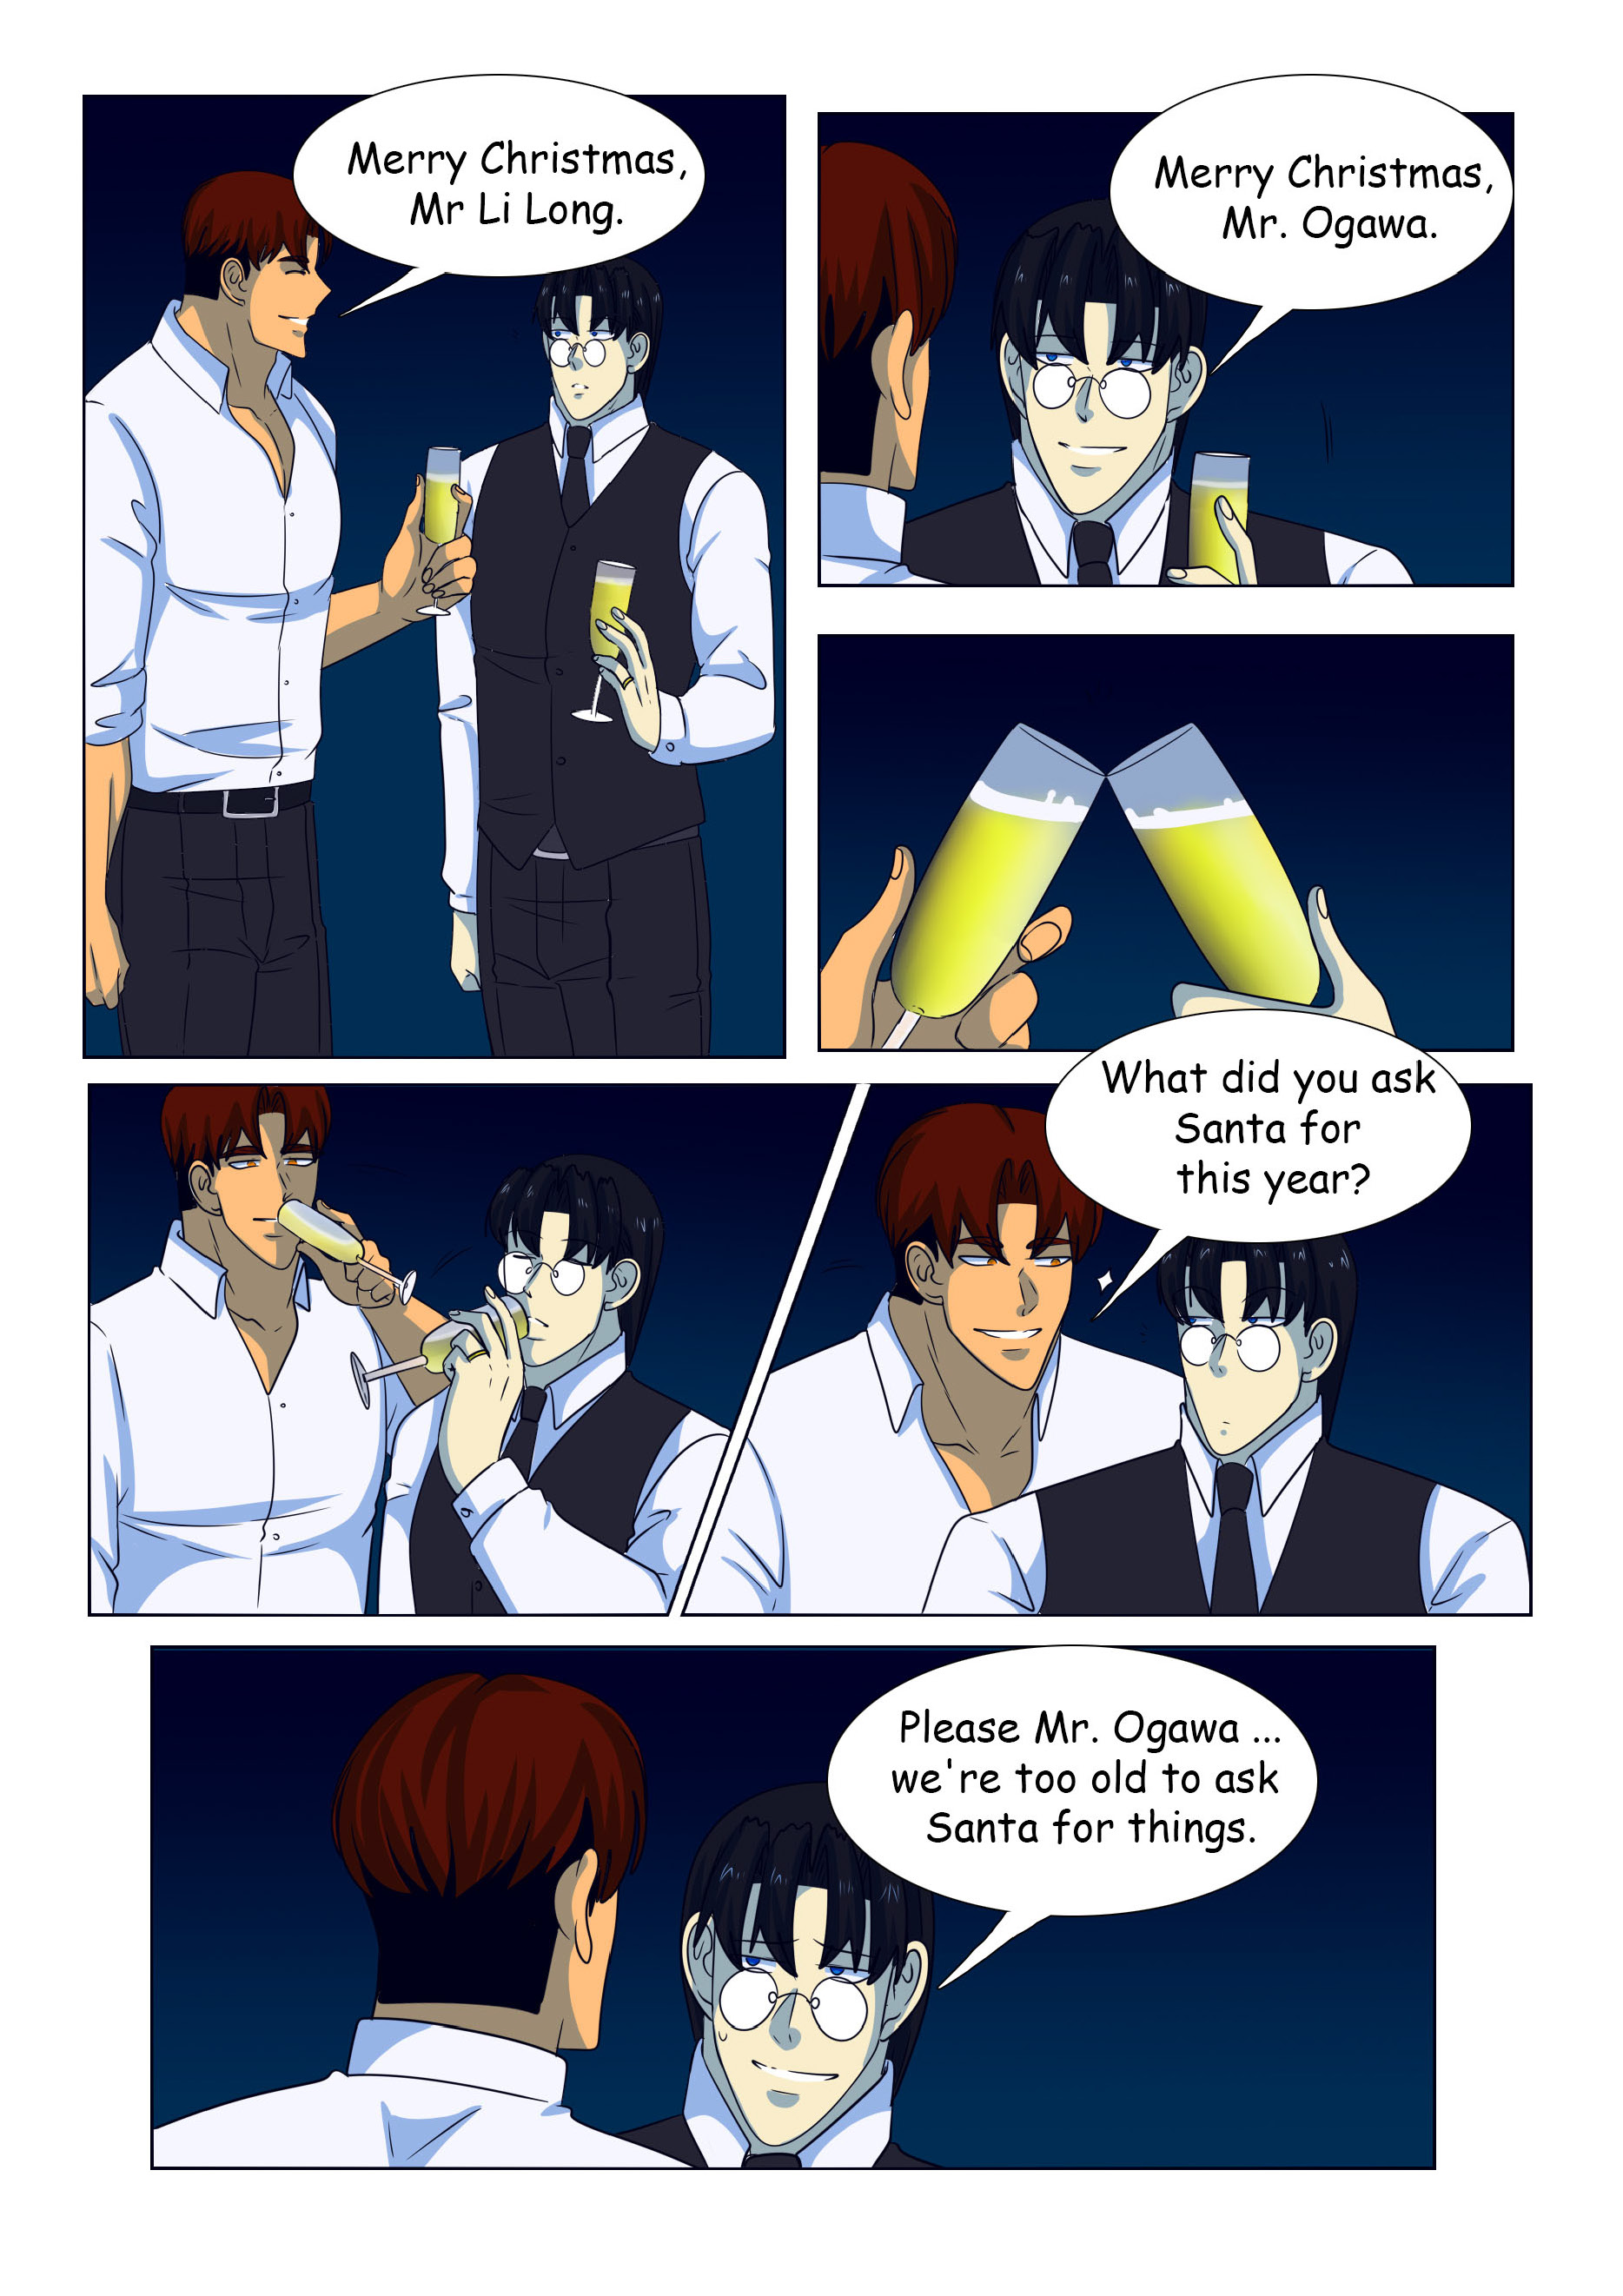 Merry Christmas,
Mr Li Long.
Merry Christmas,
Mr. Ogawa.
What did you ask
Santa for
this year?
Please Mr. Ogawa ...
we're too old to ask
Santa for things.